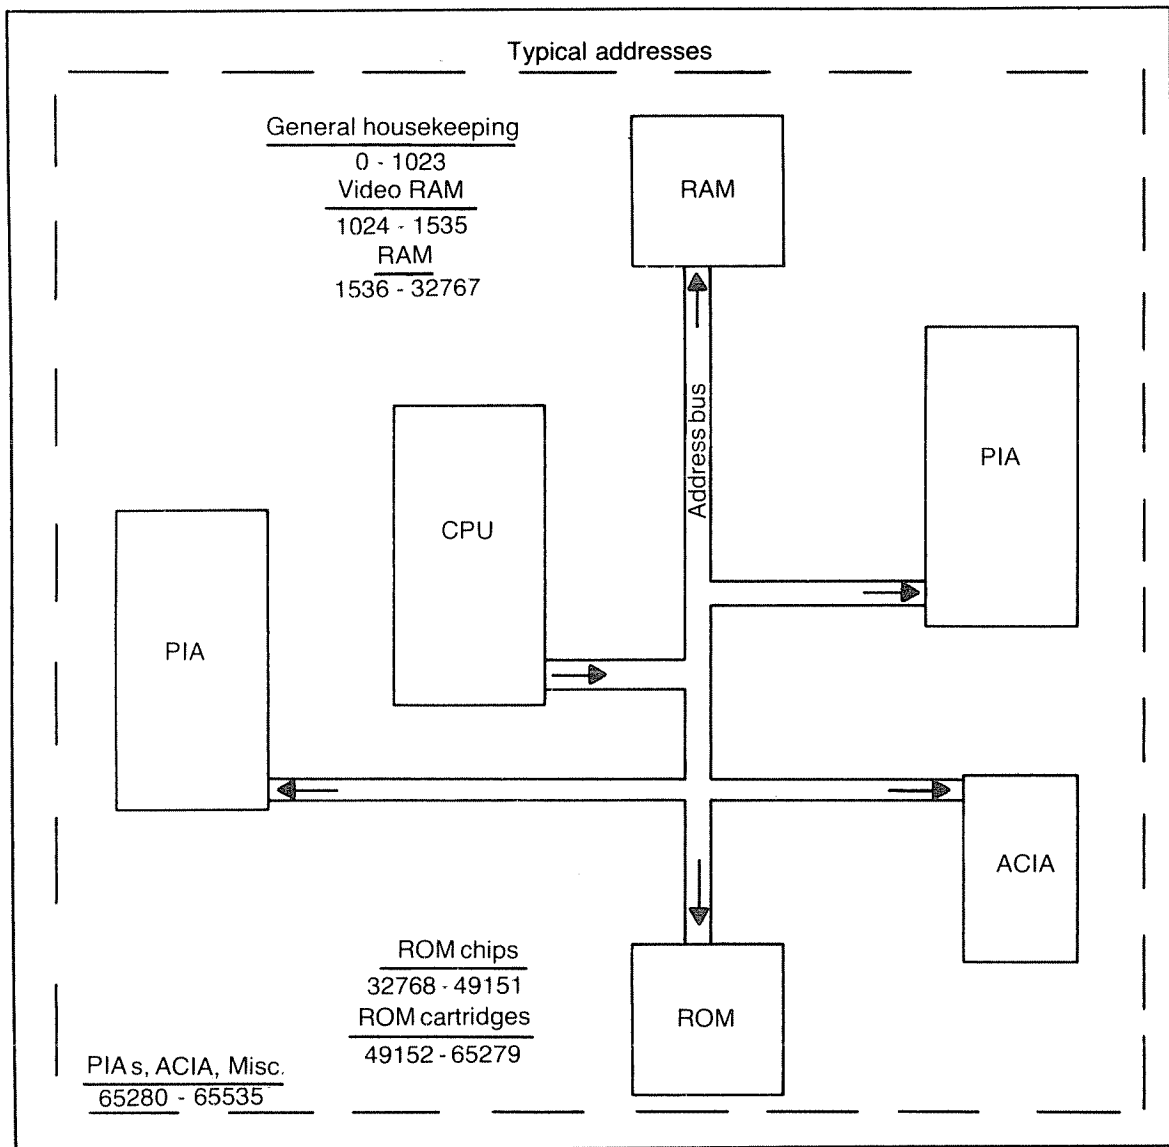 Typical addresses
General housekeeping
0 - 1023
Video RAM
1024 - 1535
RAM
1536 - 32767
RAM
Address bus
PIA
CPU
PIA
ACIA
ROM chips
32768 - 49151
ROM cartridges
49152 - 65279
ROM
PIAs, ACIA, Misc.
65280 - 65535